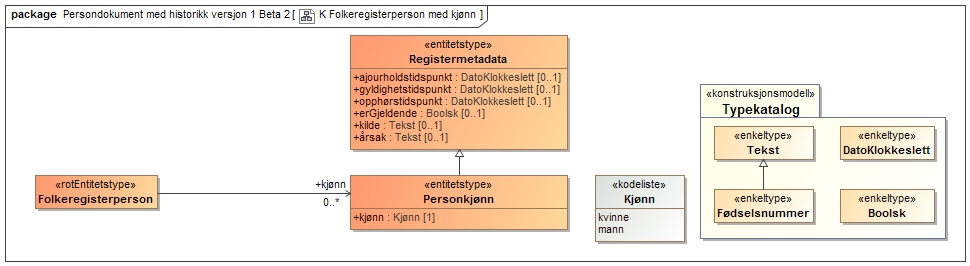 package Persondokument med historikk versjon 1 Beta 2 [ K Folkeregisterperson med kjønn ]
«entitetstype»
Registermetadata
+ajourholdstidspunkt : DatoKlokkeslett [0..1]
+gyldighetstidspunkt : DatoKlokkeslett [0..1]
+opphørstidspunkt : DatoKlokkeslett [0..1]
+erGjeldende : Boolsk [0..1]
+kilde : Tekst [0..1]
+årsak : Tekst [0..1]
«rotEntitetstype»
Folkeregisterperson
+kjønn
0..*
«entitetstype»
Personkjønn
+kjønn : Kjønn [1]
«kodeliste»
Kjønn
kvinne
mann
«konstruksjonsmodell»
Typekatalog
«enkeltype»
Tekst
«enkeltype»
DatoKlokkeslett
«enkeltype»
Fødselsnummer
«enkeltype»
Boolsk